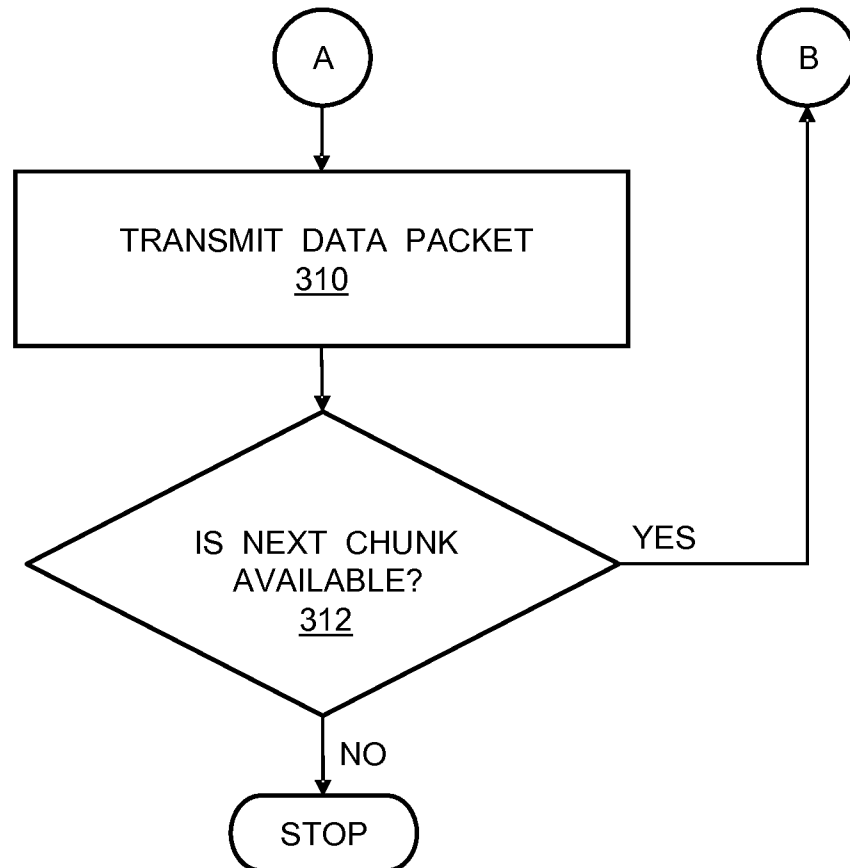 A
B
TRANSMIT DATA PACKET
310
IS NEXT CHUNK
AVAILABLE?
312
YES
NO
STOP